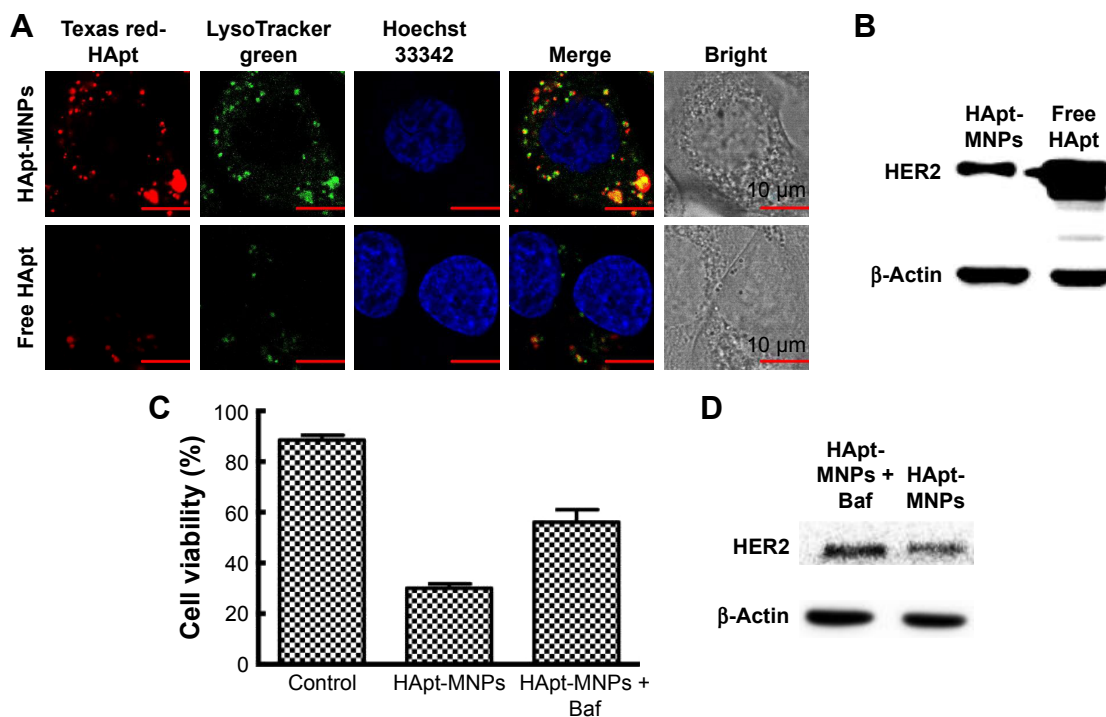 A
Texas red-
HApt
LysoTracker
green
Hoechst
33342
Merge
Bright
HApt-MNPs
10 μm
Free HApt
10 μm
B
HApt-
MNPs
Free
HApt
HER2
β-Actin
C
Cell viability (%)
100
80
60
40
20
0
Control
HApt-MNPs
HApt-MNPs +
Baf
D
HApt-
MNPs +
Baf
HApt-
MNPs
HER2
β-Actin